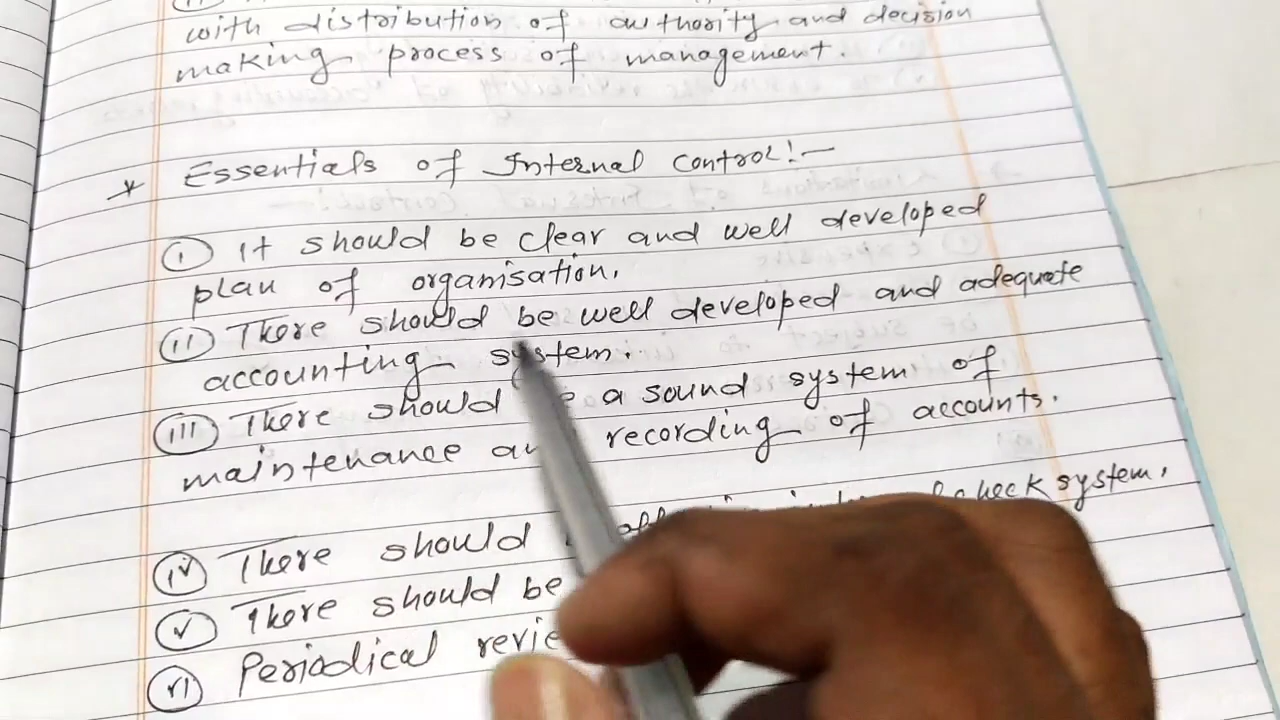 with distribution of authority and decision
making process of management.
* Essentials of Internal Control:-
(i) It should be clear and well developed
plan of organisation.
(ii) There should be well developed and adequate
accounting system.
(iii) There should a sound system of
maintenance recording of accounts.
(iv) There should check system.
(v) There should be
(vi) Periodical